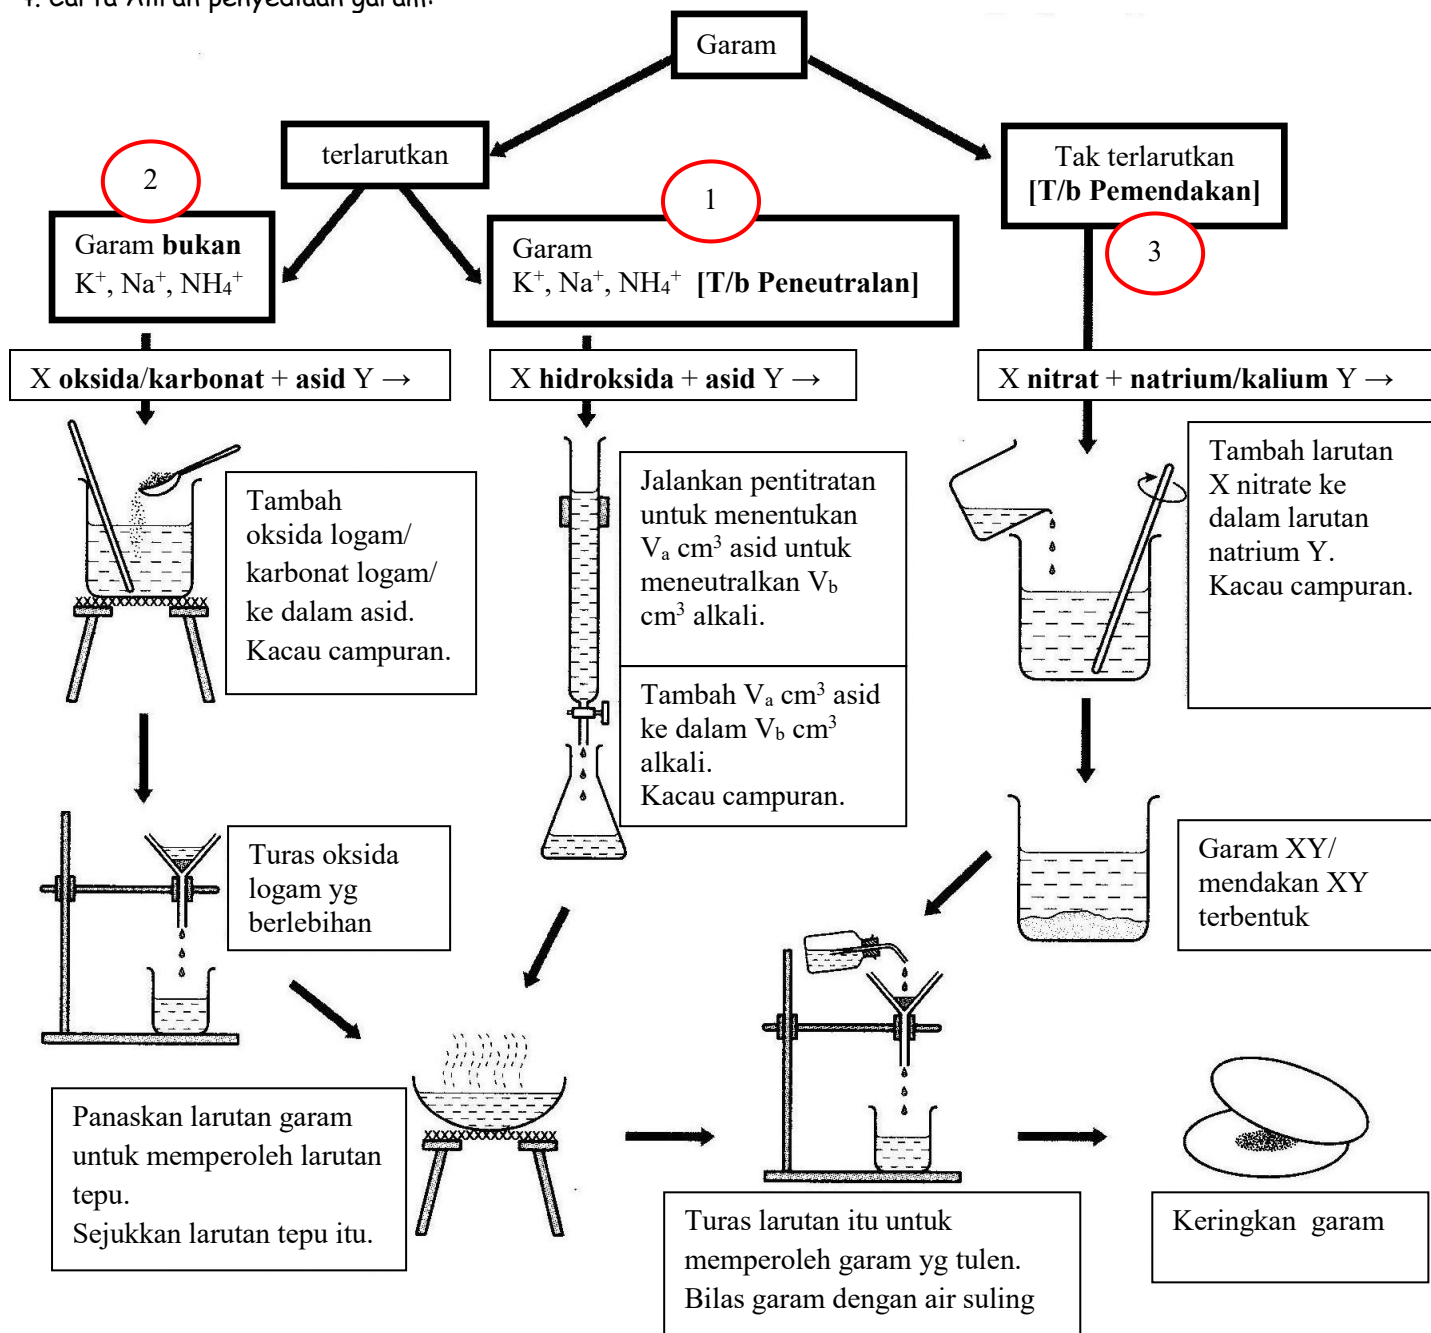 4. Carta Aliran penyediaan garam:
Garam
terlarutkan
Tak terlarutkan
[T/b Pemendakan]
2
1
3
Garam bukan
K⁺, Na⁺, NH₄⁺
Garam
K⁺, Na⁺, NH₄⁺ [T/b Peneutralan]
X oksida/karbonat + asid Y →
X hidroksida + asid Y →
X nitrat + natrium/kalium Y →
Tambah
oksida logam/
karbonat logam/
ke dalam asid.
Kacau campuran.
Jalankan pentitratan
untuk menentukan
Vₐ cm³ asid untuk
meneutralkan V_b
cm³ alkali.
Tambah Vₐ cm³ asid
ke dalam V_b cm³
alkali.
Kacau campuran.
Tambah larutan
X nitrate ke
dalam larutan
natrium Y.
Kacau campuran.
Turas oksida
logam yg
berlebihan
Garam XY/
mendakan XY
terbentuk
Panaskan larutan garam
untuk memperoleh larutan
tepu.
Sejukkan larutan tepu itu.
Turas larutan itu untuk
memperoleh garam yg tulen.
Bilas garam dengan air suling
Keringkan garam